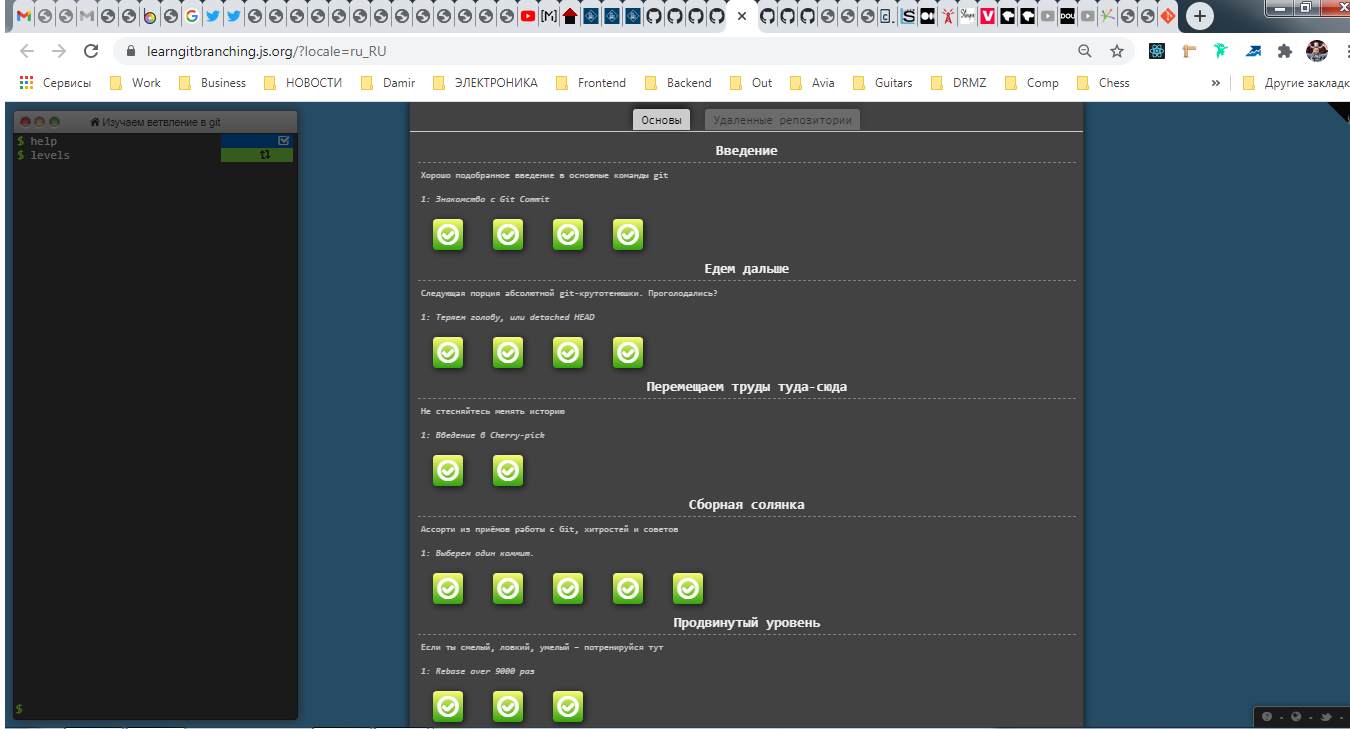 [M]
DOU
learngitbranching.js.org/?locale=ru_RU
Сервисы Work Business НОВОСТИ Damir ЭЛЕКТРОНИКА Frontend Backend Out Avia Guitars DRMZ Comp Chess » Другие закладк
Изучаем ветвление в git
$ help
$ levels
$
Основы Удаленные репозитории
Введение
Хорошо подобранное введение в основные команды git
1: Знакомство с Git Commit
Едем дальше
Следующая порция абсолютной git-крутотенюшки. Проголодались?
1: Теряем голову, или detached HEAD
Перемещаем труды туда-сюда
Не стесняйтесь менять историю
1: Введение в Cherry-pick
Сборная солянка
Ассорти из приёмов работы с Git, хитростей и советов
1: Выберем один коммит.
Продвинутый уровень
Если ты смелый, ловкий, умелый – потренируйся тут
1: Rebase over 9000 раз